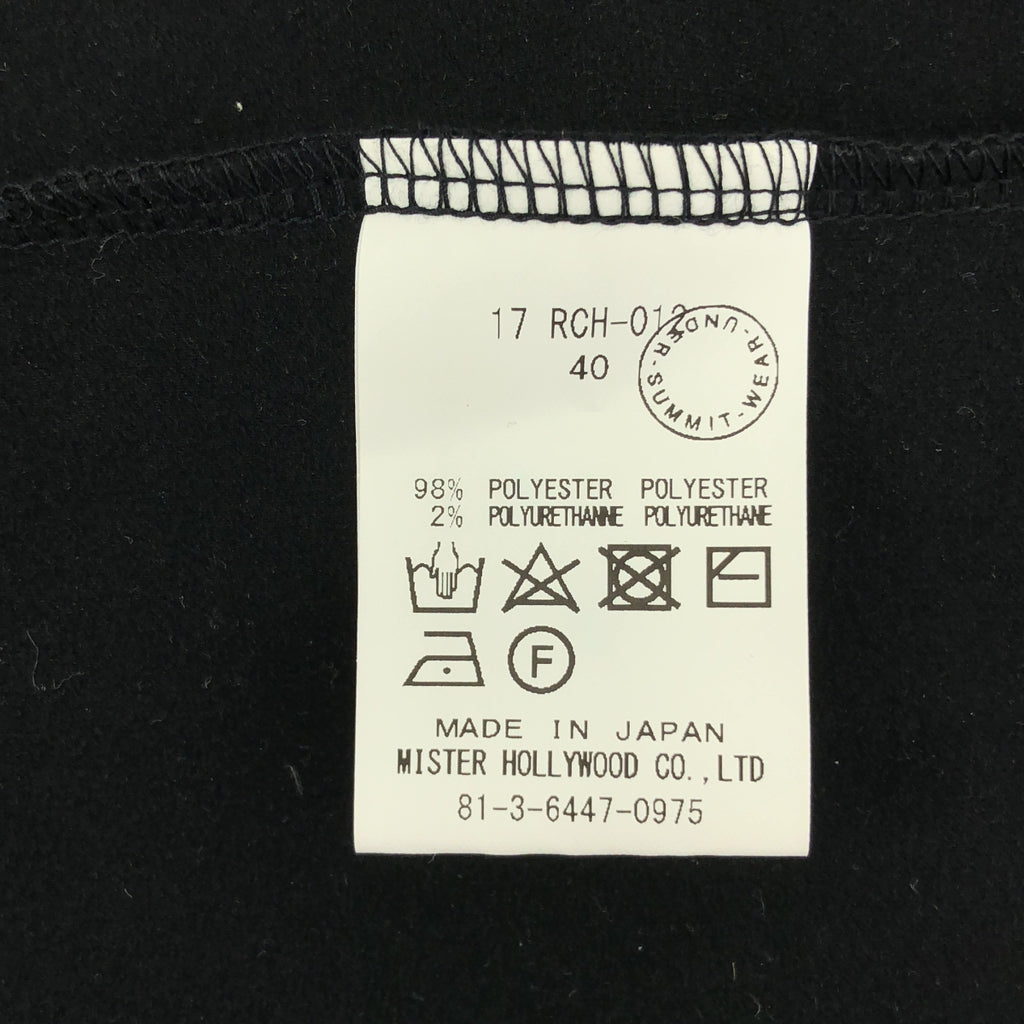 17 RCH-012
40
UNDER-SUMMIT-WEAR-
98% POLYESTER POLYESTER
2% POLYURETHANNE POLYURETHANE
F
MADE IN JAPAN
MISTER HOLLYWOOD CO.,LTD
81-3-6447-0975